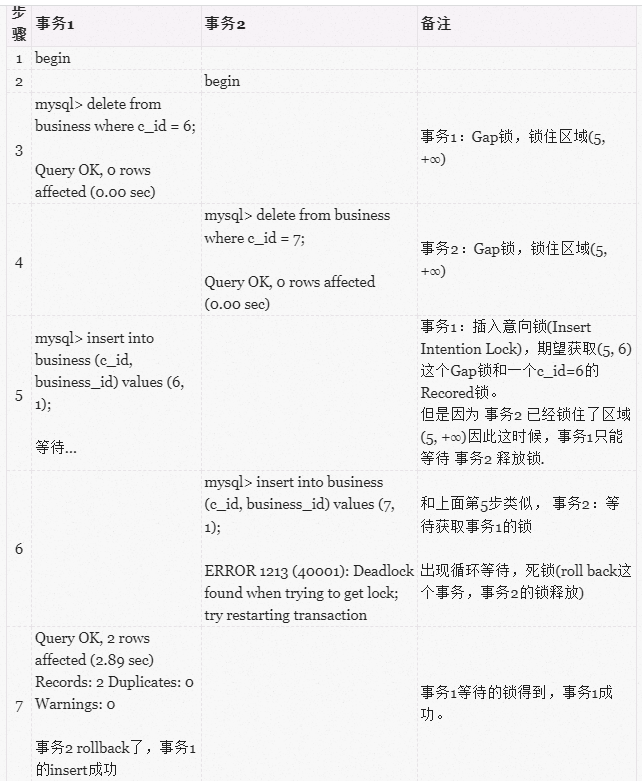 步骤 事务1 事务2 备注
1 begin
2 begin
3
mysql> delete from
business where c_id = 6;
Query OK, 0 rows
affected (0.00 sec)
事务1：Gap锁，锁住区域(5,
+∞)
4
mysql> delete from business
where c_id = 7;
Query OK, 0 rows affected
(0.00 sec)
事务2：Gap锁，锁住区域(5,
+∞)
5
mysql> insert into
business (c_id,
business_id) values (6,
1);
等待...
事务1：插入意向锁(Insert
Intention Lock)，期望获取(5, 6)
这个Gap锁和一个c_id=6的
Recored锁。
但是因为 事务2 已经锁住了区域
(5, +∞)因此这时候，事务1只能
等待 事务2 释放锁.
6
mysql> insert into business
(c_id, business_id) values (7,
1);
ERROR 1213 (40001): Deadlock
found when trying to get lock;
try restarting transaction
和上面第5步类似， 事务2：等
待获取事务1的锁
出现循环等待，死锁(roll back这
个事务，事务2的锁释放)
7
Query OK, 2 rows
affected (2.89 sec)
Records: 2 Duplicates: 0
Warnings: 0
事务2 rollback了，事务1
的insert成功
事务1等待的锁得到，事务1成
功。